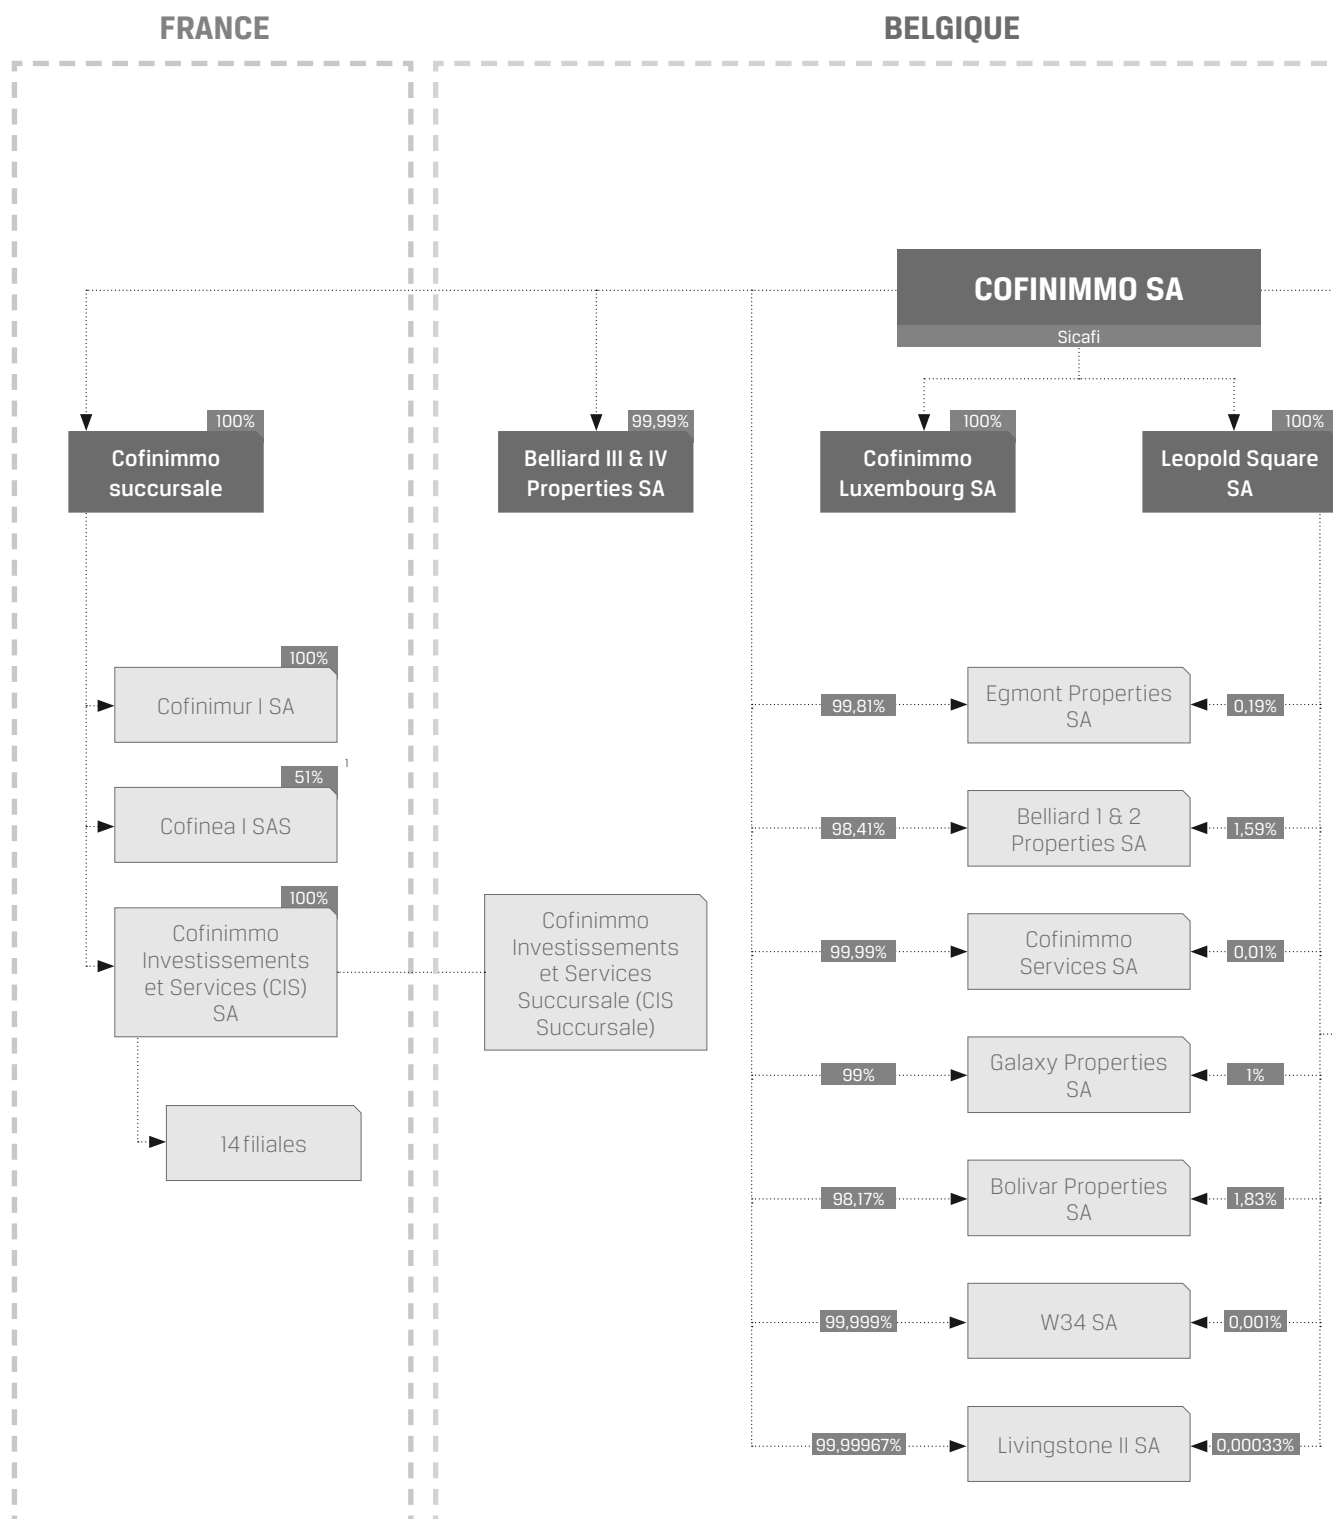 FRANCE
BELGIQUE
COFINIMMO SA
Sicafi
100%
Cofinimmo
succursale
99,99%
Belliard III & IV
Properties SA
100%
Cofinimmo
Luxembourg SA
100%
Leopold Square
SA
100%
Cofinimur I SA
51%
1
Cofinea I SAS
100%
Cofinimmo
Investissements
et Services (CIS)
SA
14 filiales
Cofinimmo
Investissements
et Services
Succursale (CIS
Succursale)
99,81%
Egmont Properties
SA
0,19%
98,41%
Belliard 1 & 2
Properties SA
1,59%
99,99%
Cofinimmo
Services SA
0,01%
99%
Galaxy Properties
SA
1%
98,17%
Bolivar Properties
SA
1,83%
99,999%
W34 SA
0,001%
99,99967%
Livingstone II SA
0,00033%